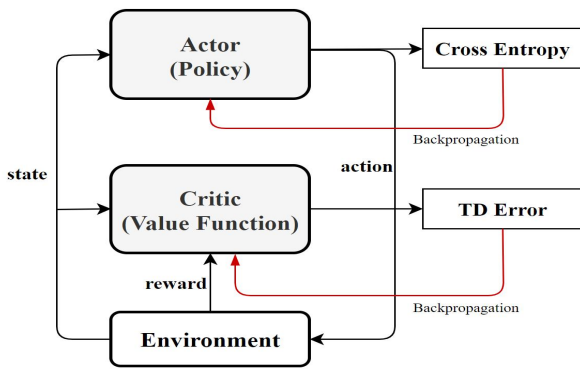 Actor
(Policy)
Cross Entropy
Backpropagation
state
action
Critic
(Value Function)
TD Error
reward
Backpropagation
Environment